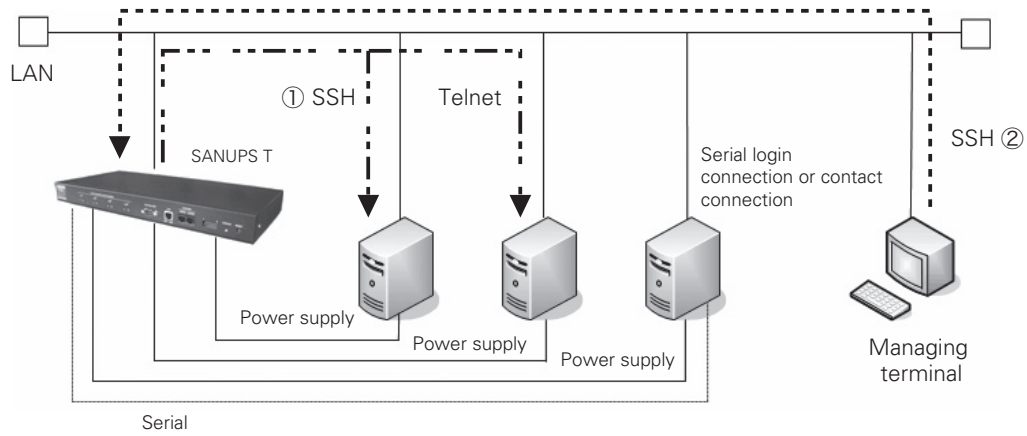 LAN
① SSH
Telnet
SSH ②
SANUPS T
Serial login
connection or contact
connection
Power supply
Power supply
Power supply
Managing
terminal
Serial